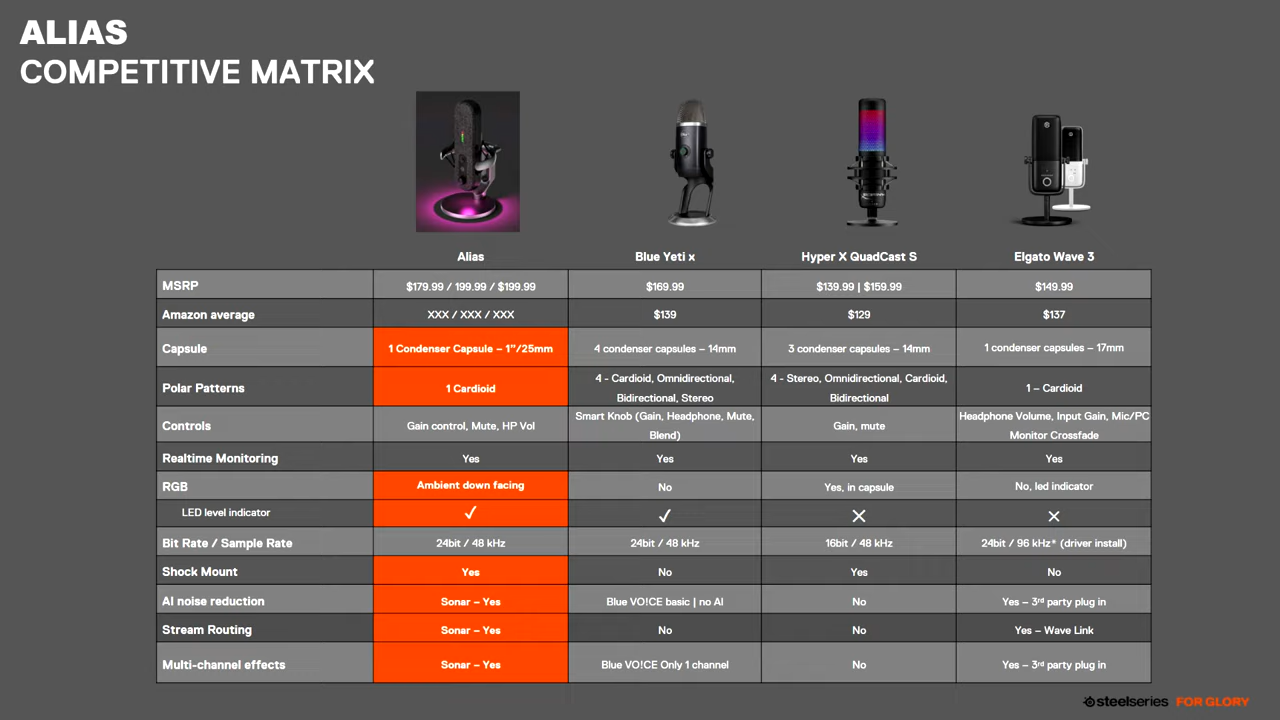 ALIAS
COMPETITIVE MATRIX
Alias
Blue Yeti x
Hyper X QuadCast S
Elgato Wave 3
MSRP
$179.99 / 199.99 / $199.99
$169.99
$139.99 | $159.99
$149.99
Amazon average
XXX / XXX / XXX
$139
$129
$137
Capsule
1 Condenser Capsule – 1"/25mm
4 condenser capsules – 14mm
3 condenser capsules – 14mm
1 condenser capsules – 17mm
Polar Patterns
1 Cardioid
4 - Cardioid, Omnidirectional,
Bidirectional, Stereo
4 - Stereo, Omnidirectional, Cardioid,
Bidirectional
1 – Cardioid
Controls
Gain control, Mute, HP Vol
Smart Knob (Gain, Headphone, Mute,
Blend)
Gain, mute
Headphone Volume, Input Gain, Mic/PC
Monitor Crossfade
Realtime Monitoring
Yes
Yes
Yes
Yes
RGB
Ambient down facing
No
Yes, in capsule
No, led indicator
LED level indicator
✓
✓
✕
✕
Bit Rate / Sample Rate
24bit / 48 kHz
24bit / 48 kHz
16bit / 48 kHz
24bit / 96 kHz* (driver install)
Shock Mount
Yes
No
Yes
No
AI noise reduction
Sonar – Yes
Blue VO!CE basic | no AI
No
Yes – 3rd party plug in
Stream Routing
Sonar – Yes
No
No
Yes – Wave Link
Multi-channel effects
Sonar – Yes
Blue VO!CE Only 1 channel
No
Yes – 3rd party plug in
steelseries FOR GLORY